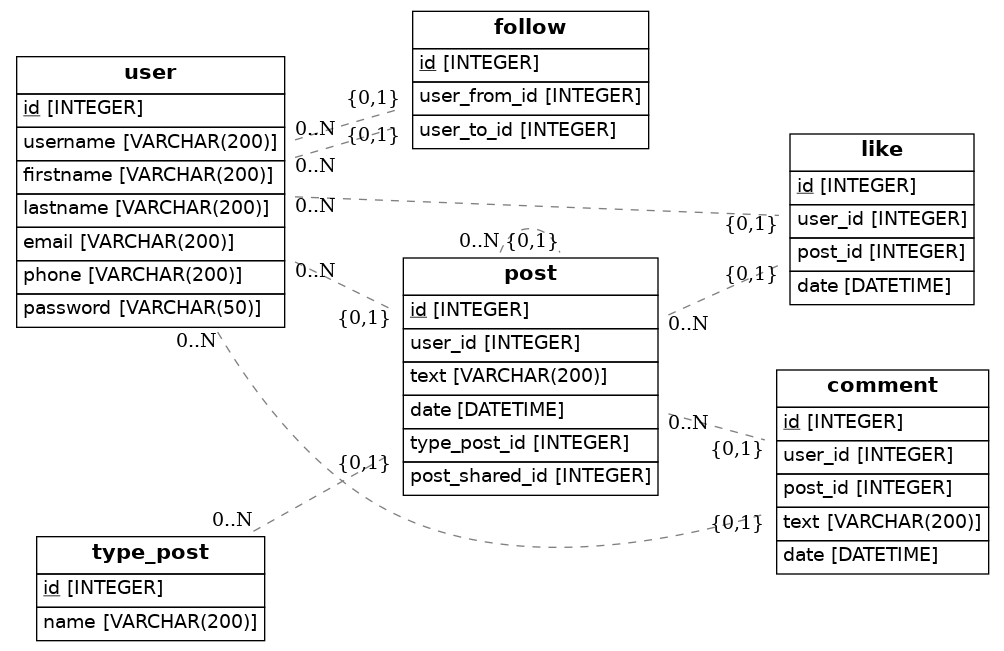 follow
id [INTEGER]
user_from_id [INTEGER]
user_to_id [INTEGER]
user
id [INTEGER]
username [VARCHAR(200)]
firstname [VARCHAR(200)]
lastname [VARCHAR(200)]
email [VARCHAR(200)]
phone [VARCHAR(200)]
password [VARCHAR(50)]
{0,1}
0..N
{0,1}
0..N
like
id [INTEGER]
user_id [INTEGER]
post_id [INTEGER]
date [DATETIME]
0..N
{0,1}
0..N
{0,1}
post
id [INTEGER]
user_id [INTEGER]
text [VARCHAR(200)]
date [DATETIME]
type_post_id [INTEGER]
post_shared_id [INTEGER]
0..N
{0,1}
{0,1}
0..N
0..N
comment
id [INTEGER]
user_id [INTEGER]
post_id [INTEGER]
text [VARCHAR(200)]
date [DATETIME]
0..N
{0,1}
{0,1}
{0,1}
0..N
type_post
id [INTEGER]
name [VARCHAR(200)]